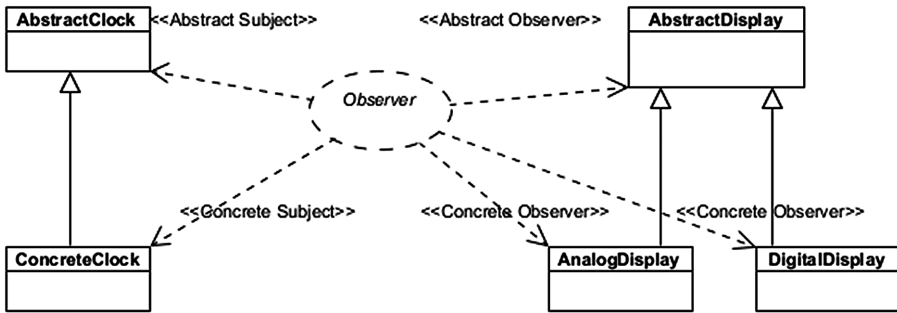 AbstractClock
<<Abstract Subject>>
<<Abstract Observer>>
AbstractDisplay
Observer
<<Concrete Subject>>
<<Concrete Observer>>
<<Concrete Observer>>
ConcreteClock
AnalogDisplay
DigitalDisplay